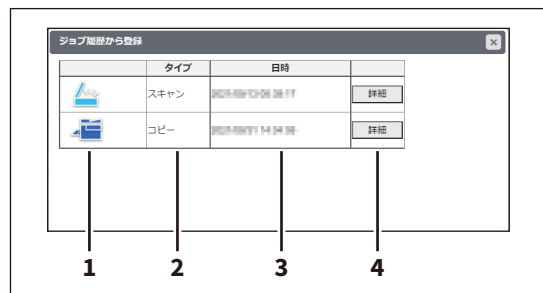 ジョブ履歴から登録
タイプ 日時
スキャン 詳細
コピー 詳細
1 2 3 4